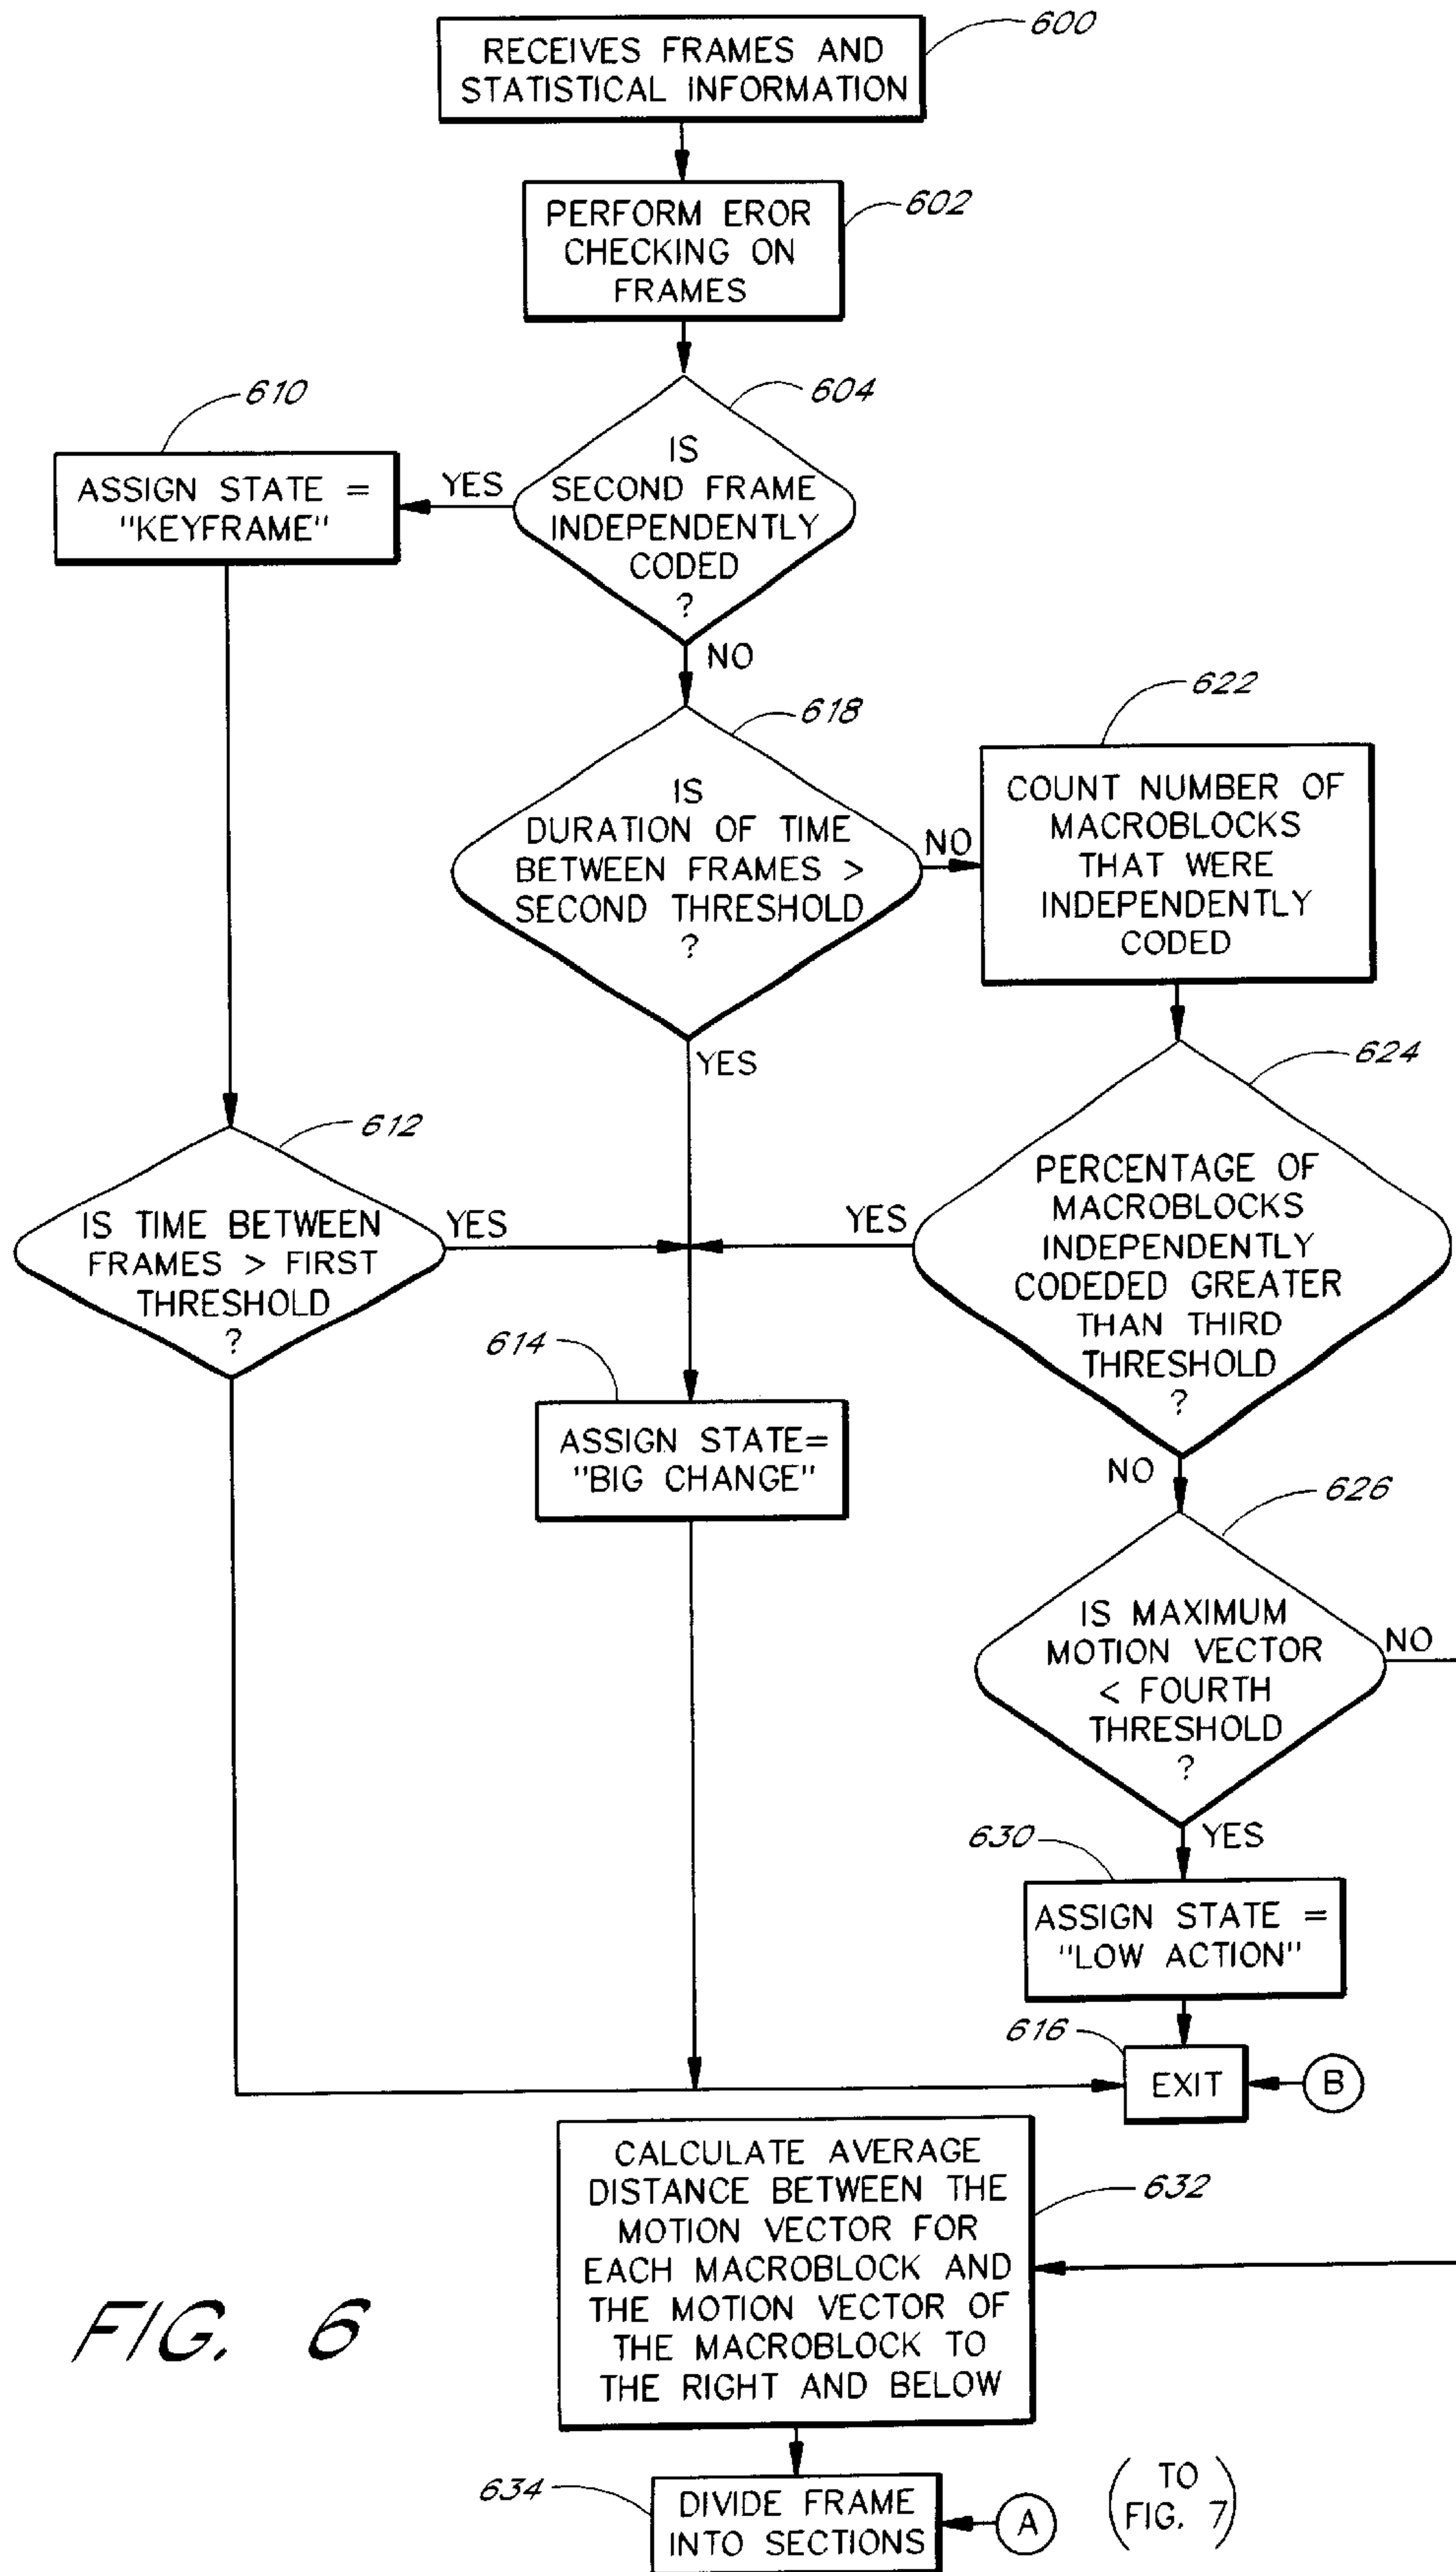 600
RECEIVES FRAMES AND
STATISTICAL INFORMATION
602
PERFORM EROR
CHECKING ON
FRAMES
604
IS
SECOND FRAME
INDEPENDENTLY
CODED
?
YES
NO
610
ASSIGN STATE =
"KEYFRAME"
618
IS
DURATION OF TIME
BETWEEN FRAMES >
SECOND THRESHOLD
?
NO
YES
622
COUNT NUMBER OF
MACROBLOCKS
THAT WERE
INDEPENDENTLY
CODED
612
IS TIME BETWEEN
FRAMES > FIRST
THRESHOLD
?
YES
624
PERCENTAGE OF
MACROBLOCKS
INDEPENDENTLY
CODEDED GREATER
THAN THIRD
THRESHOLD
?
YES
NO
614
ASSIGN STATE=
"BIG CHANGE"
626
IS MAXIMUM
MOTION VECTOR
< FOURTH
THRESHOLD
?
NO
YES
630
ASSIGN STATE =
"LOW ACTION"
616
EXIT
B
632
CALCULATE AVERAGE
DISTANCE BETWEEN THE
MOTION VECTOR FOR
EACH MACROBLOCK AND
THE MOTION VECTOR OF
THE MACROBLOCK TO
THE RIGHT AND BELOW
634
DIVIDE FRAME
INTO SECTIONS
A
(TO
FIG. 7)
FIG. 6